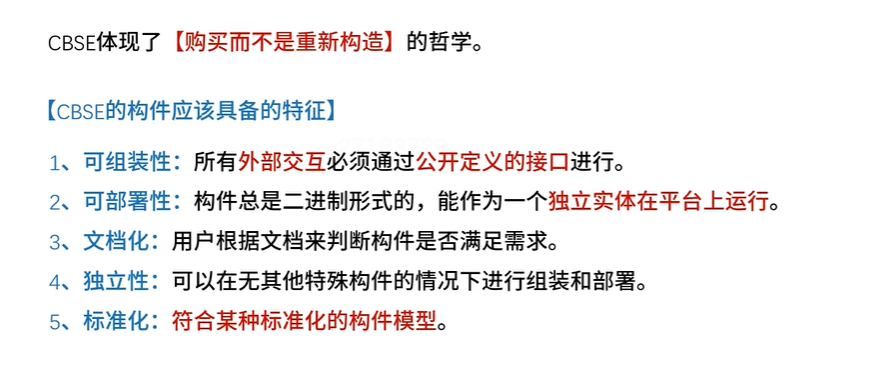 CBSE体现了【购买而不是重新构造】的哲学。
【CBSE的构件应该具备的特征】
1、可组装性：所有外部交互必须通过公开定义的接口进行。
2、可部署性：构件总是二进制形式的，能作为一个独立实体在平台上运行。
3、文档化：用户根据文档来判断构件是否满足需求。
4、独立性：可以在无其他特殊构件的情况下进行组装和部署。
5、标准化：符合某种标准化的构件模型。